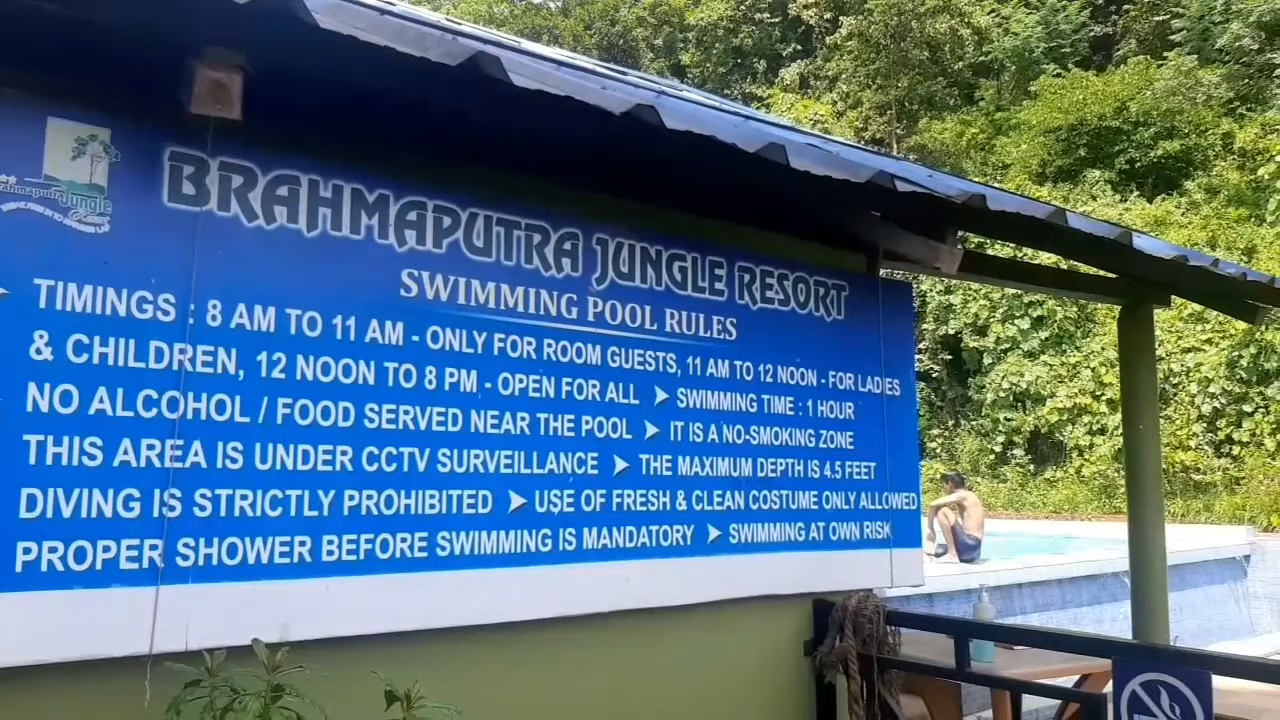 Jungle
BRAHMAPUTRA JUNGLE RESORT
SWIMMING POOL RULES
➤ TIMINGS : 8 AM TO 11 AM - ONLY FOR ROOM GUESTS, 11 AM TO 12 NOON - FOR LADIES
& CHILDREN, 12 NOON TO 8 PM - OPEN FOR ALL ➤ SWIMMING TIME : 1 HOUR
NO ALCOHOL / FOOD SERVED NEAR THE POOL ➤ IT IS A NO-SMOKING ZONE
THIS AREA IS UNDER CCTV SURVEILLANCE ➤ THE MAXIMUM DEPTH IS 4.5 FEET
DIVING IS STRICTLY PROHIBITED ➤ USE OF FRESH & CLEAN COSTUME ONLY ALLOWED
PROPER SHOWER BEFORE SWIMMING IS MANDATORY ➤ SWIMMING AT OWN RISK